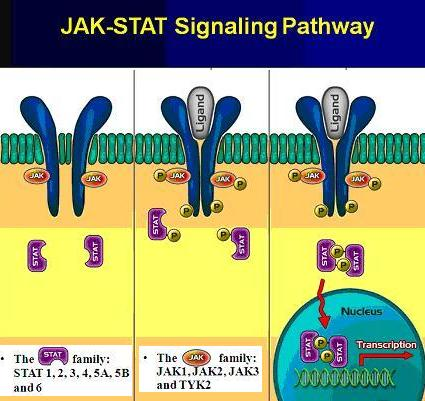 JAK-STAT Signaling Pathway
Ligand
Ligand
JAK
JAK
P
JAK
JAK
P
P
JAK
JAK
P
P
P
P
P
STAT
P
P
STAT
STAT
STAT
STAT
P
P
STAT
Nucleus
STAT
P
P
STAT
Transcription
• The STAT family:
STAT 1, 2, 3, 4, 5A, 5B
and 6
• The JAK family:
JAK1, JAK2, JAK3
and TYK2